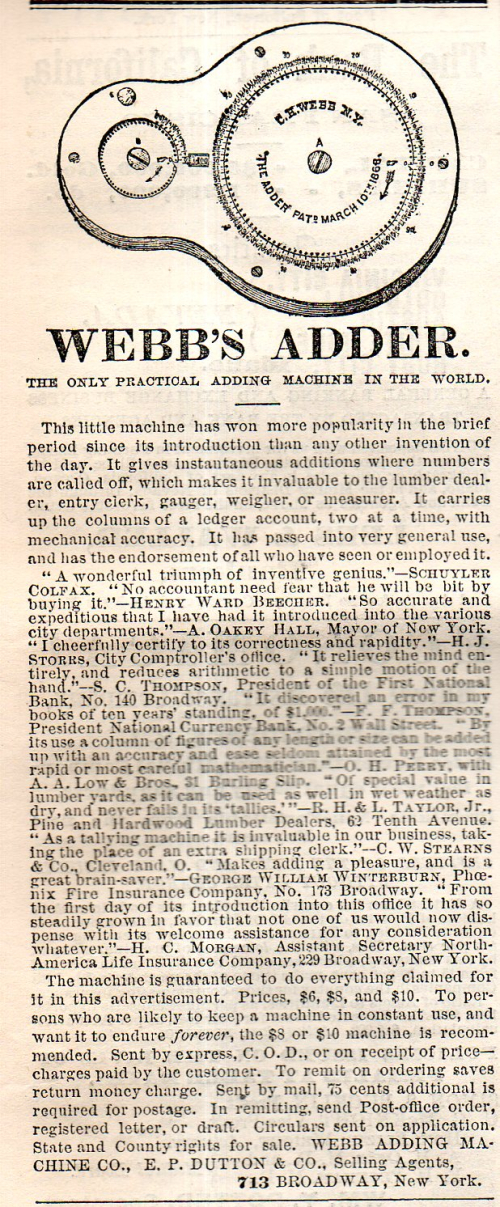 C.H. WEBB N.Y.
A
THE ADDER PATD MARCH 10TH 1868.
WEBB'S ADDER.
THE ONLY PRACTICAL ADDING MACHINE IN THE WORLD.
This little machine has won more popularity in the brief
period since its introduction than any other invention of
the day. It gives instantaneous additions where numbers
are called off, which makes it invaluable to the lumber deal-
er, entry clerk, gauger, weigher, or measurer. It carries
up the columns of a ledger account, two at a time, with
mechanical accuracy. It has passed into very general use,
and has the endorsement of all who have seen or employed it.
"A wonderful triumph of inventive genius."—SCHUYLER
COLFAX. "No accountant need fear that he will be bit by
buying it."—HENRY WARD BEECHER. "So accurate and
expeditious that I have had it introduced into the various
city departments."—A. OAKEY HALL, Mayor of New York.
"I cheerfully certify to its correctness and rapidity."—H. J.
STORRS, City Comptroller's office. "It relieves the mind en-
tirely, and reduces arithmetic to a simple motion of the
hand."—S. C. THOMPSON, President of the First National
Bank, No. 140 Broadway. "It discovered an error in my
books of ten years' standing, of $1,000."—F. F. THOMPSON,
President National Currency Bank, No. 2 Wall Street. "By
its use a column of figures of any length or size can be added
up with an accuracy and ease seldom attained by the most
rapid or most careful mathematician."—O. H. PERRY, with
A. A. Low & Bros., 31 Burling Slip. "Of special value in
lumber yards, as it can be used as well in wet weather as
dry, and never fails in its 'tallies.'"—R. H. & L. TAYLOR, Jr.,
Pine and Hardwood Lumber Dealers, 62 Tenth Avenue.
"As a tallying machine it is invaluable in our business, tak-
ing the place of an extra shipping clerk."--C. W. STEARNS
& Co., Cleveland, O. "Makes adding a pleasure, and is a
great brain-saver."—GEORGE WILLIAM WINTERBURN, Phœ-
nix Fire Insurance Company, No. 173 Broadway. "From
the first day of its introduction into this office it has so
steadily grown in favor that not one of us would now dis-
pense with its welcome assistance for any consideration
whatever."—H. C. MORGAN, Assistant Secretary North-
America Life Insurance Company, 229 Broadway, New York.
The machine is guaranteed to do everything claimed for
it in this advertisement. Prices, $6, $8, and $10. To per-
sons who are likely to keep a machine in constant use, and
want it to endure forever, the $8 or $10 machine is recom-
mended. Sent by express, C. O. D., or on receipt of price—
charges paid by the customer. To remit on ordering saves
return money charge. Sent by mail, 75 cents additional is
required for postage. In remitting, send Post-office order,
registered letter, or draft. Circulars sent on application.
State and County rights for sale. WEBB ADDING MA-
CHINE CO., E. P. DUTTON & CO., Selling Agents,
713 BROADWAY, New York.